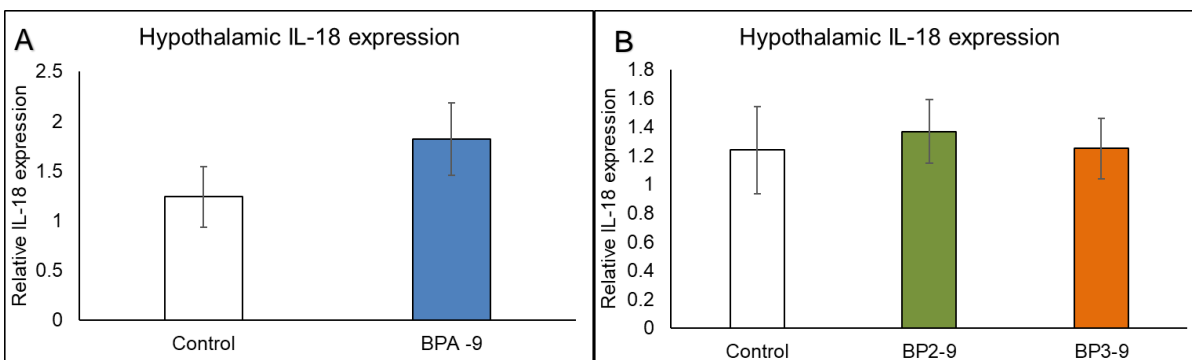 A
Hypothalamic IL-18 expression
Relative IL-18 expression
2.5
2
1.5
1
0.5
0
Control
BPA -9
B
Hypothalamic IL-18 expression
Relative IL-18 expression
1.8
1.6
1.4
1.2
1
0.8
0.6
0.4
0.2
0
Control
BP2-9
BP3-9